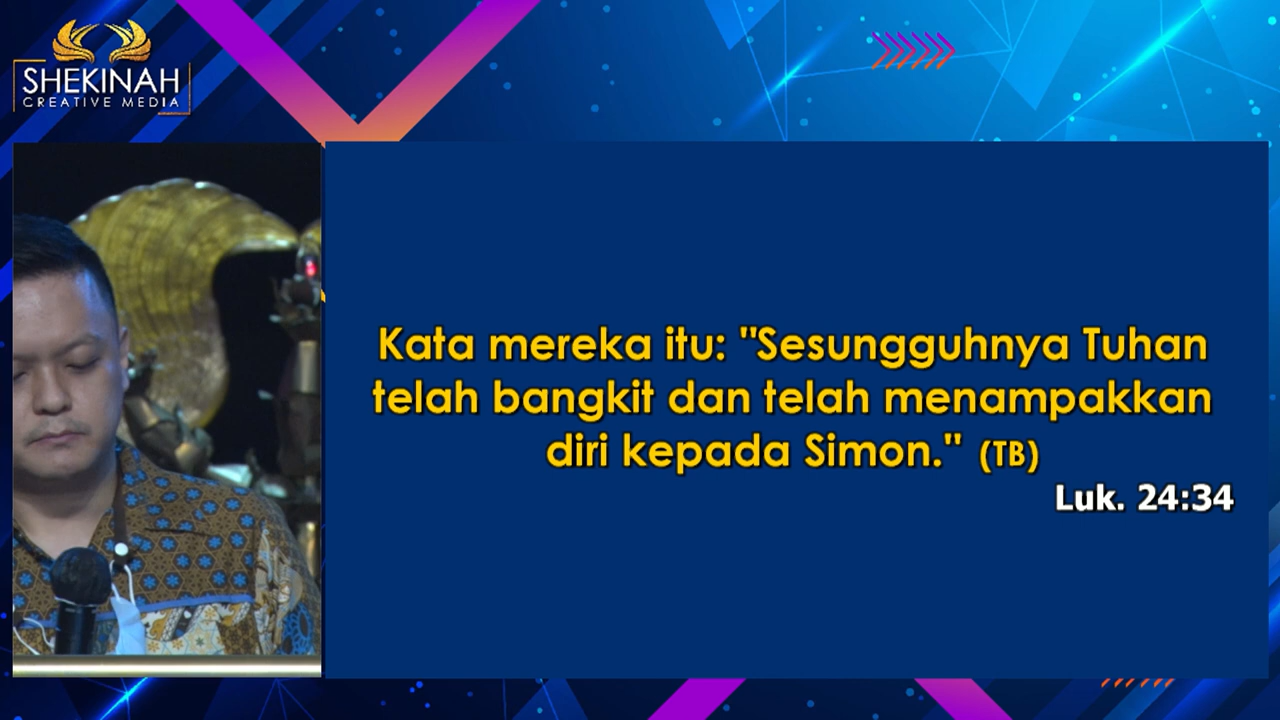 SHEKINAH
CREATIVE MEDIA
Kata mereka itu: "Sesungguhnya Tuhan
telah bangkit dan telah menampakkan
diri kepada Simon." (TB)
Luk. 24:34